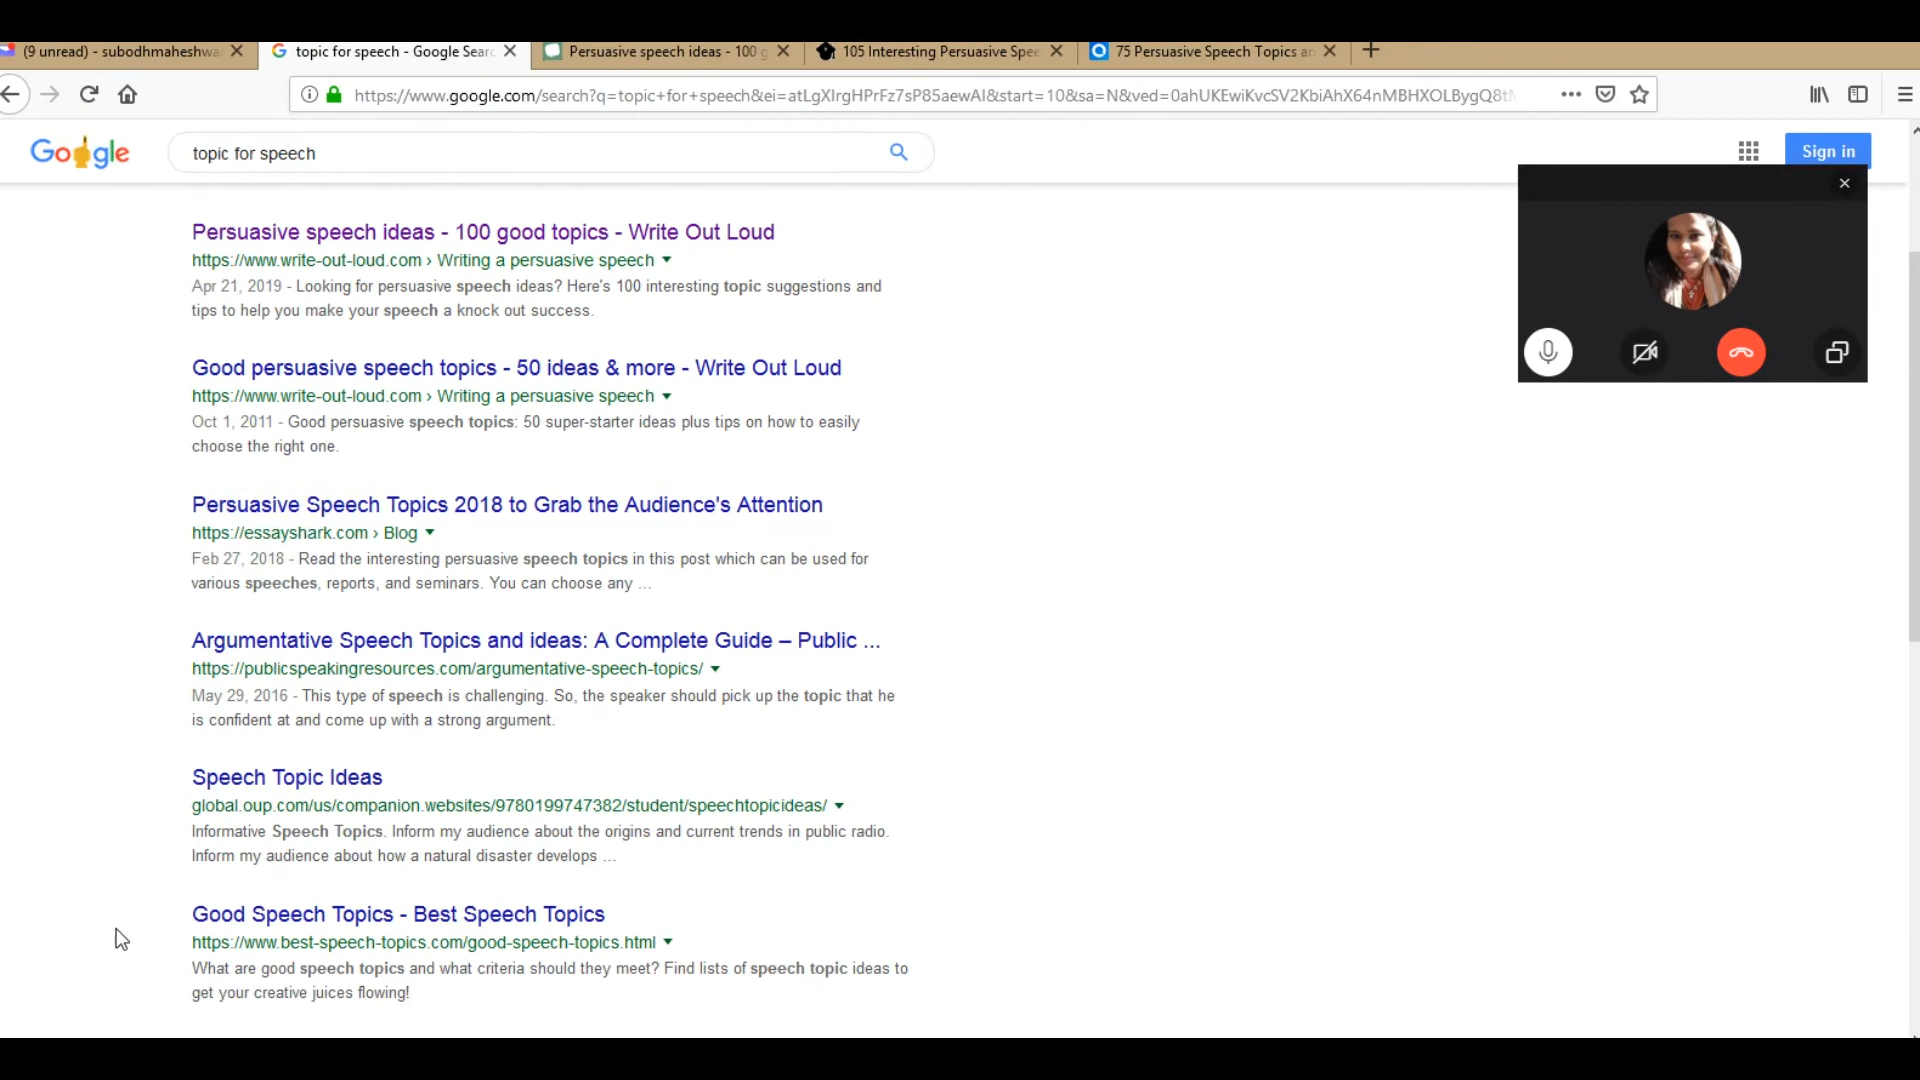 (9 unread) - subodhmaheshwa
topic for speech - Google Searc
Persuasive speech ideas - 100 g
105 Interesting Persuasive Spee
75 Persuasive Speech Topics an
https://www.google.com/search?q=topic+for+speech&ei=atLgXIrgHPrFz7sP85aewAI&start=10&sa=N&ved=0ahUKEwiKvcSV2KbiAhX64nMBHXOLBygQ8t
Google
topic for speech
Sign in
Persuasive speech ideas - 100 good topics - Write Out Loud
https://www.write-out-loud.com › Writing a persuasive speech
Apr 21, 2019 - Looking for persuasive speech ideas? Here's 100 interesting topic suggestions and
tips to help you make your speech a knock out success.
Good persuasive speech topics - 50 ideas & more - Write Out Loud
https://www.write-out-loud.com › Writing a persuasive speech
Oct 1, 2011 - Good persuasive speech topics: 50 super-starter ideas plus tips on how to easily
choose the right one.
Persuasive Speech Topics 2018 to Grab the Audience's Attention
https://essayshark.com › Blog
Feb 27, 2018 - Read the interesting persuasive speech topics in this post which can be used for
various speeches, reports, and seminars. You can choose any ...
Argumentative Speech Topics and ideas: A Complete Guide – Public ...
https://publicspeakingresources.com/argumentative-speech-topics/
May 29, 2016 - This type of speech is challenging. So, the speaker should pick up the topic that he
is confident at and come up with a strong argument.
Speech Topic Ideas
global.oup.com/us/companion.websites/9780199747382/student/speechtopicideas/
Informative Speech Topics. Inform my audience about the origins and current trends in public radio.
Inform my audience about how a natural disaster develops ...
Good Speech Topics - Best Speech Topics
https://www.best-speech-topics.com/good-speech-topics.html
What are good speech topics and what criteria should they meet? Find lists of speech topic ideas to
get your creative juices flowing!